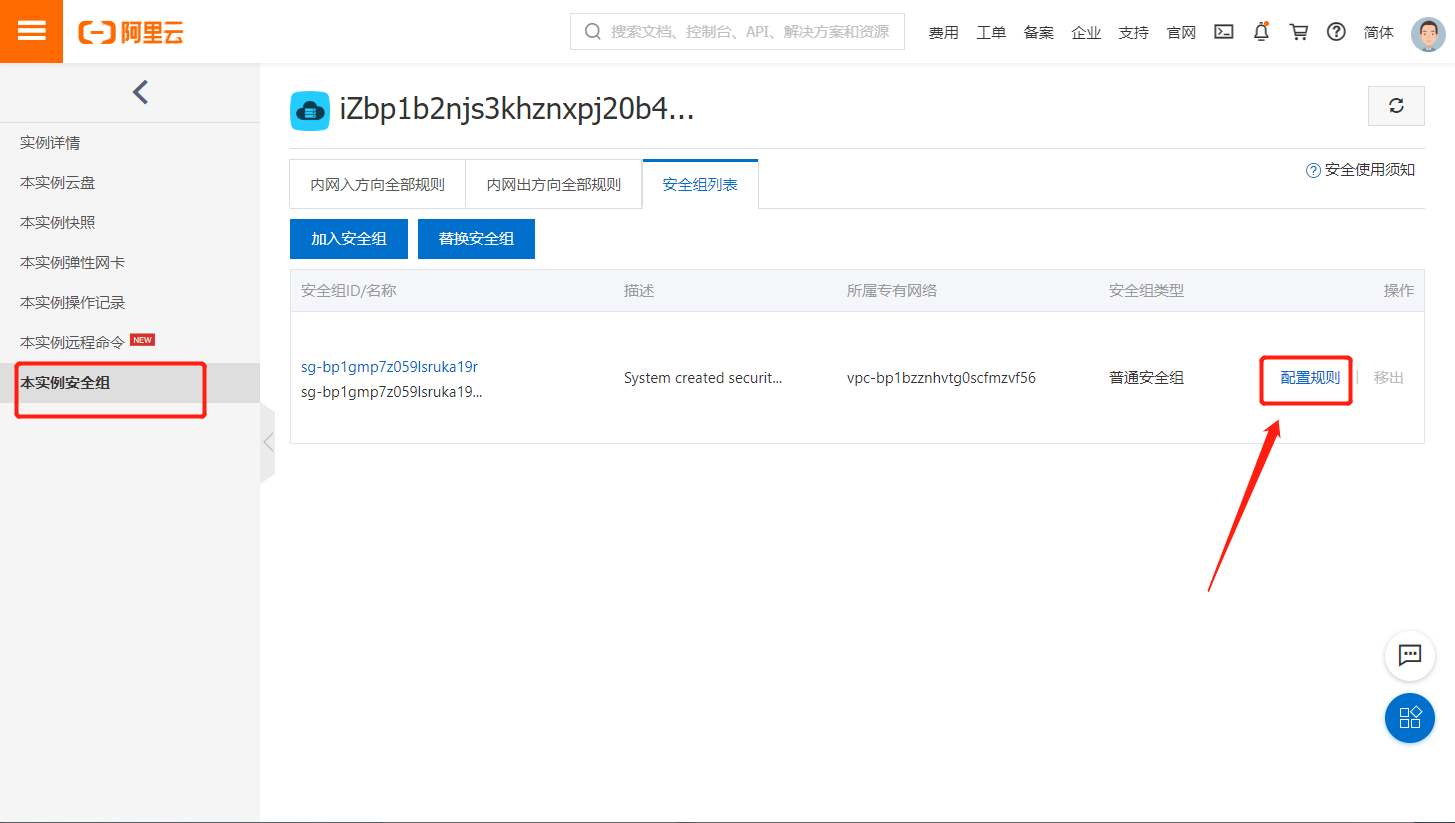 阿里云
搜索文档、控制台、API、解决方案和资源
费用 工单 备案 企业 支持 官网 简体
iZbp1b2njs3khznxpj20b4...
实例详情
本实例云盘
本实例快照
本实例弹性网卡
本实例操作记录
本实例远程命令 NEW
本实例安全组
内网入方向全部规则 内网出方向全部规则 安全组列表
安全使用须知
加入安全组 替换安全组
安全组ID/名称 描述 所属专有网络 安全组类型 操作
sg-bp1gmp7z059lsruka19r
sg-bp1gmp7z059lsruka19...
System created securit... vpc-bp1bzznhvtg0scfmzvf56 普通安全组 配置规则 | 移出